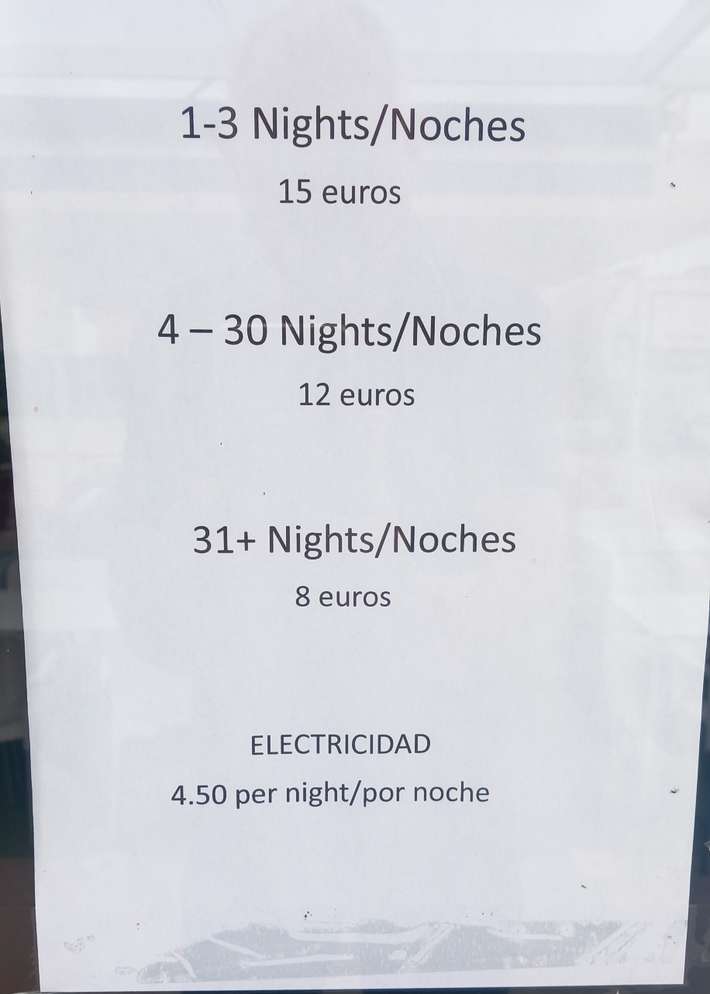 1-3 Nights/Noches
15 euros
4 – 30 Nights/Noches
12 euros
31+ Nights/Noches
8 euros
ELECTRICIDAD
4.50 per night/por noche